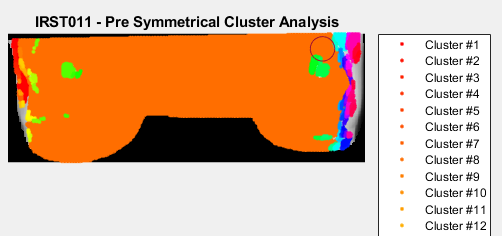 IRST011 - Pre Symmetrical Cluster Analysis
Cluster #1
Cluster #2
Cluster #3
Cluster #4
Cluster #5
Cluster #6
Cluster #7
Cluster #8
Cluster #9
Cluster #10
Cluster #11
Cluster #12